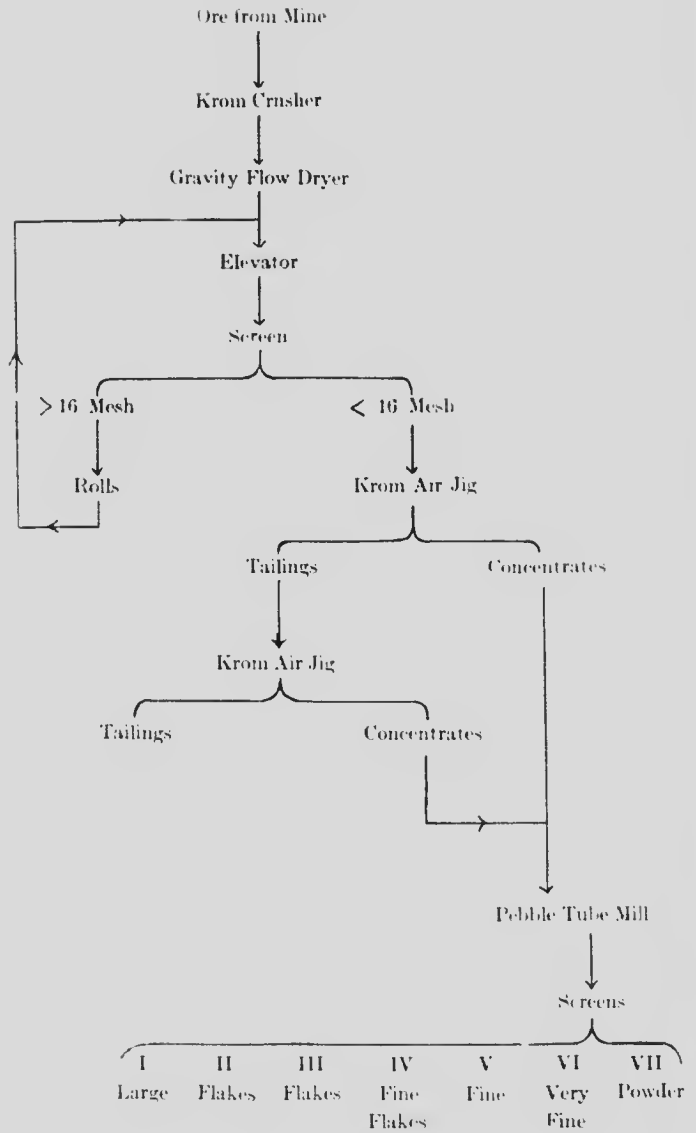 Ore from Mine
Krom Crusher
Gravity Flow Dryer
Elevator
Screen
> 16 Mesh < 16 Mesh
Rolls Krom Air Jig
Tailings Concentrates
Krom Air Jig
Tailings Concentrates
Pebble Tube Mill
Screens
I II III IV V VI VII
Large Flakes Flakes Fine Fine Very Powder
Flakes Fine